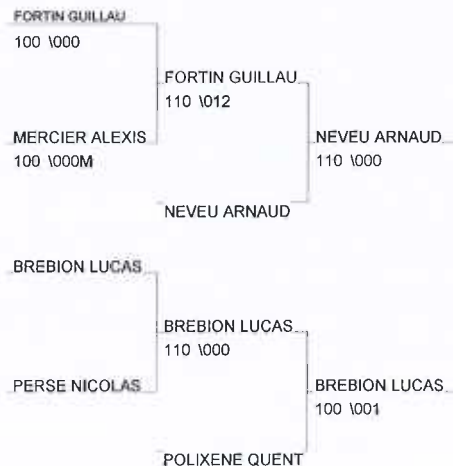 FORTIN GUILLAU
100 \000
FORTIN GUILLAU
110 \012
MERCIER ALEXIS
100 \000M
NEVEU ARNAUD
110 \000
NEVEU ARNAUD
BREBION LUCAS
BREBION LUCAS
110 \000
PERSE NICOLAS
BREBION LUCAS
100 \001
POLIXENE QUENT